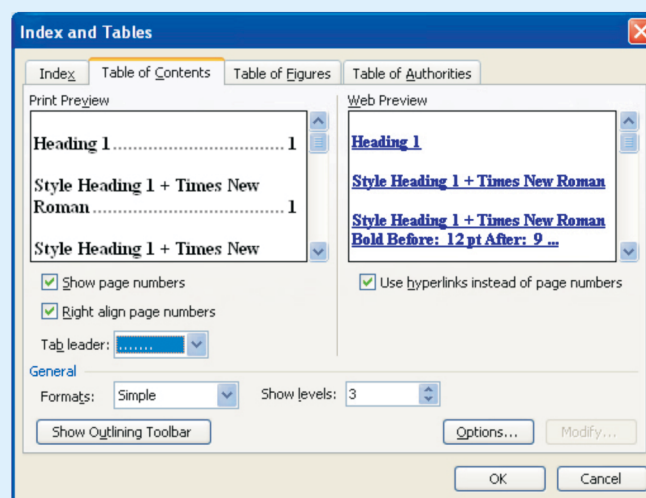 Index and Tables
Index Table of Contents Table of Figures Table of Authorities
Print Preview
Heading 1.................................. 1
Style Heading 1 + Times New
Roman...................................... 1
Style Heading 1 + Times New
Web Preview
Heading 1
Style Heading 1 + Times New Roman
Style Heading 1 + Times New Roman
Bold Before: 12 pt After: 9 ...
Show page numbers
Right align page numbers
Use hyperlinks instead of page numbers
Tab leader: .......
General
Formats: Simple Show levels: 3
Show Outlining Toolbar Options... Modify...
OK Cancel